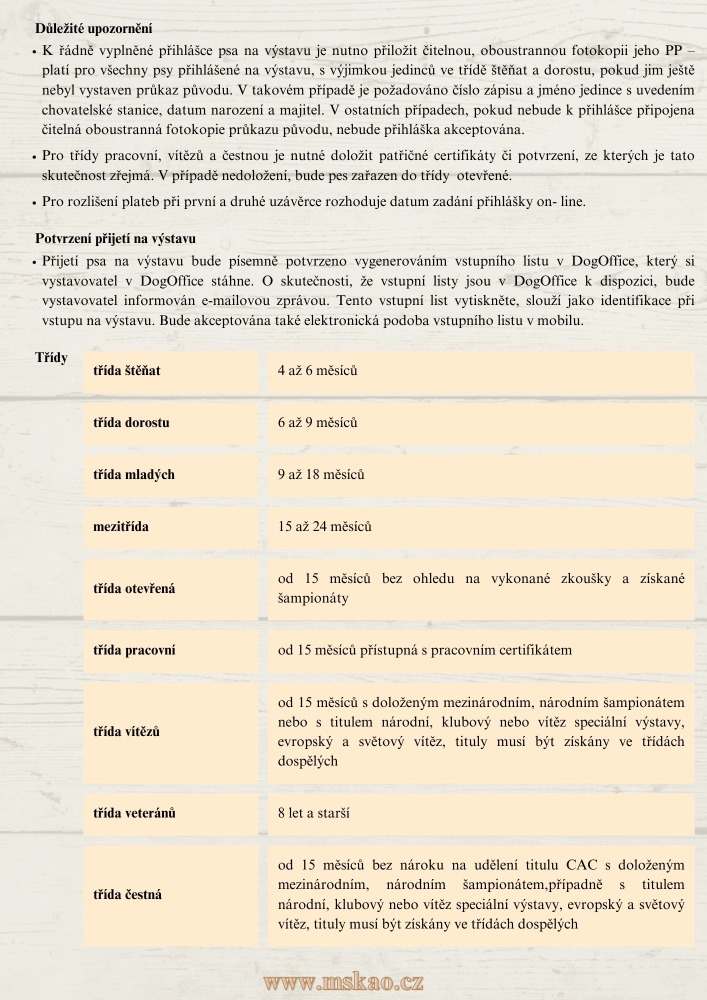 Důležité upozornění
• K řádně vyplněné přihlášce psa na výstavu je nutno přiložit čitelnou, oboustrannou fotokopii jeho PP –
platí pro všechny psy přihlášené na výstavu, s výjimkou jedinců ve třídě štěňat a dorostu, pokud jim ještě
nebyl vystaven průkaz původu. V takovém případě je požadováno číslo zápisu a jméno jedince s uvedením
chovatelské stanice, datum narození a majitel. V ostatních případech, pokud nebude k přihlášce připojena
čitelná oboustranná fotokopie průkazu původu, nebude přihláška akceptována.
• Pro třídy pracovní, vítězů a čestnou je nutné doložit patřičné certifikáty či potvrzení, ze kterých je tato
skutečnost zřejmá. V případě nedoložení, bude pes zařazen do třídy otevřené.
• Pro rozlišení plateb při první a druhé uzávěrce rozhoduje datum zadání přihlášky on- line.
Potvrzení přijetí na výstavu
• Přijetí psa na výstavu bude písemně potvrzeno vygenerováním vstupního listu v DogOffice, který si
vystavovatel v DogOffice stáhne. O skutečnosti, že vstupní listy jsou v DogOffice k dispozici, bude
vystavovatel informován e-mailovou zprávou. Tento vstupní list vytiskněte, slouží jako identifikace při
vstupu na výstavu. Bude akceptována také elektronická podoba vstupního listu v mobilu.
Třídy
třída štěňat 4 až 6 měsíců
třída dorostu 6 až 9 měsíců
třída mladých 9 až 18 měsíců
mezitřída 15 až 24 měsíců
třída otevřená
od 15 měsíců bez ohledu na vykonané zkoušky a získané
šampionáty
třída pracovní od 15 měsíců přístupná s pracovním certifikátem
třída vítězů
od 15 měsíců s doloženým mezinárodním, národním šampionátem
nebo s titulem národní, klubový nebo vítěz speciální výstavy,
evropský a světový vítěz, tituly musí být získány ve třídách
dospělých
třída veteránů 8 let a starší
třída čestná
od 15 měsíců bez nároku na udělení titulu CAC s doloženým
mezinárodním, národním šampionátem,případně s titulem
národní, klubový nebo vítěz speciální výstavy, evropský a světový
vítěz, tituly musí být získány ve třídách dospělých
www.mskao.cz